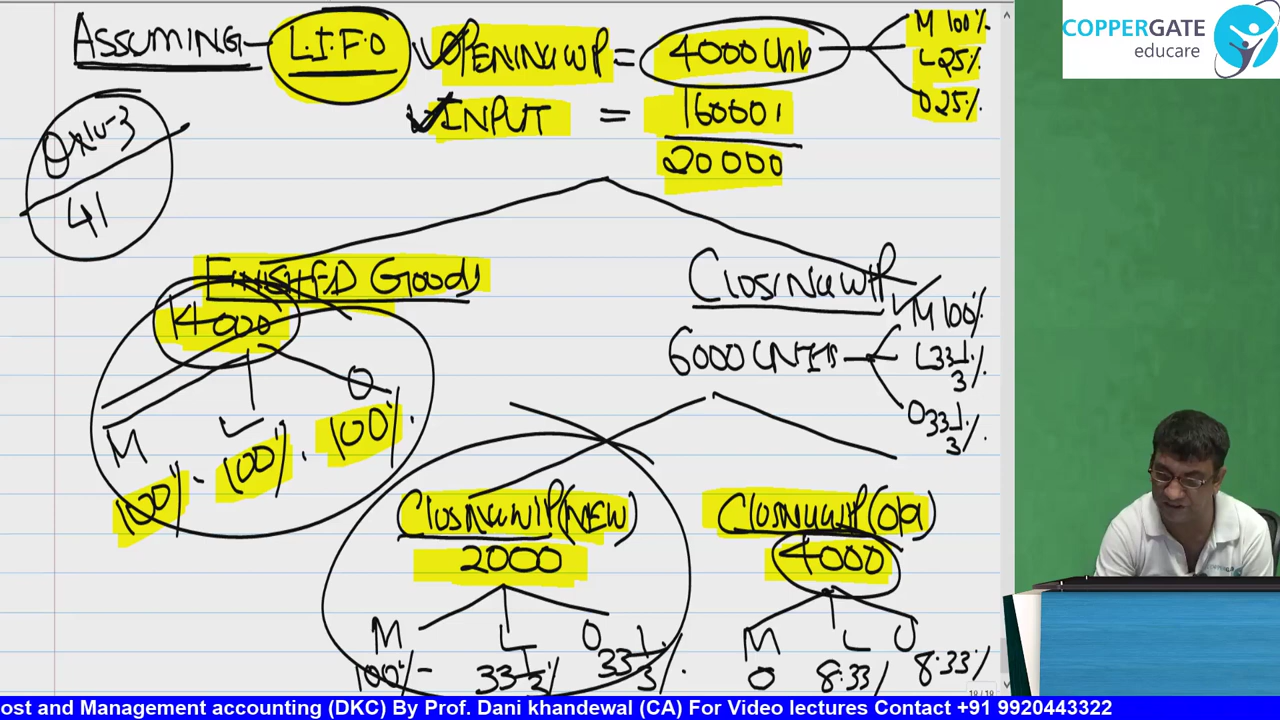 ASSUMING - L.I.F.O
OPENING WIP = 4000 Units
M 100%
L 25%
O 25%
INPUT = 16000
20000
41
FINISHED Goods
14000
M
L
O
100%
100%
100%
Closing WIP
6000 UNITS
M 100%
L 33 1/3 %
O 33 1/3 %
Closing WIP (NEW)
2000
M
L
O
100%
33 1/3 %
33 1/3 %
Closing WIP (Op)
4000
M
L
O
0
8.33%
8.33%
COPPERGATE
educare
ost and Management accounting (DKC) By Prof. Dani khandewal (CA) For Video lectures Contact +91 9920443322